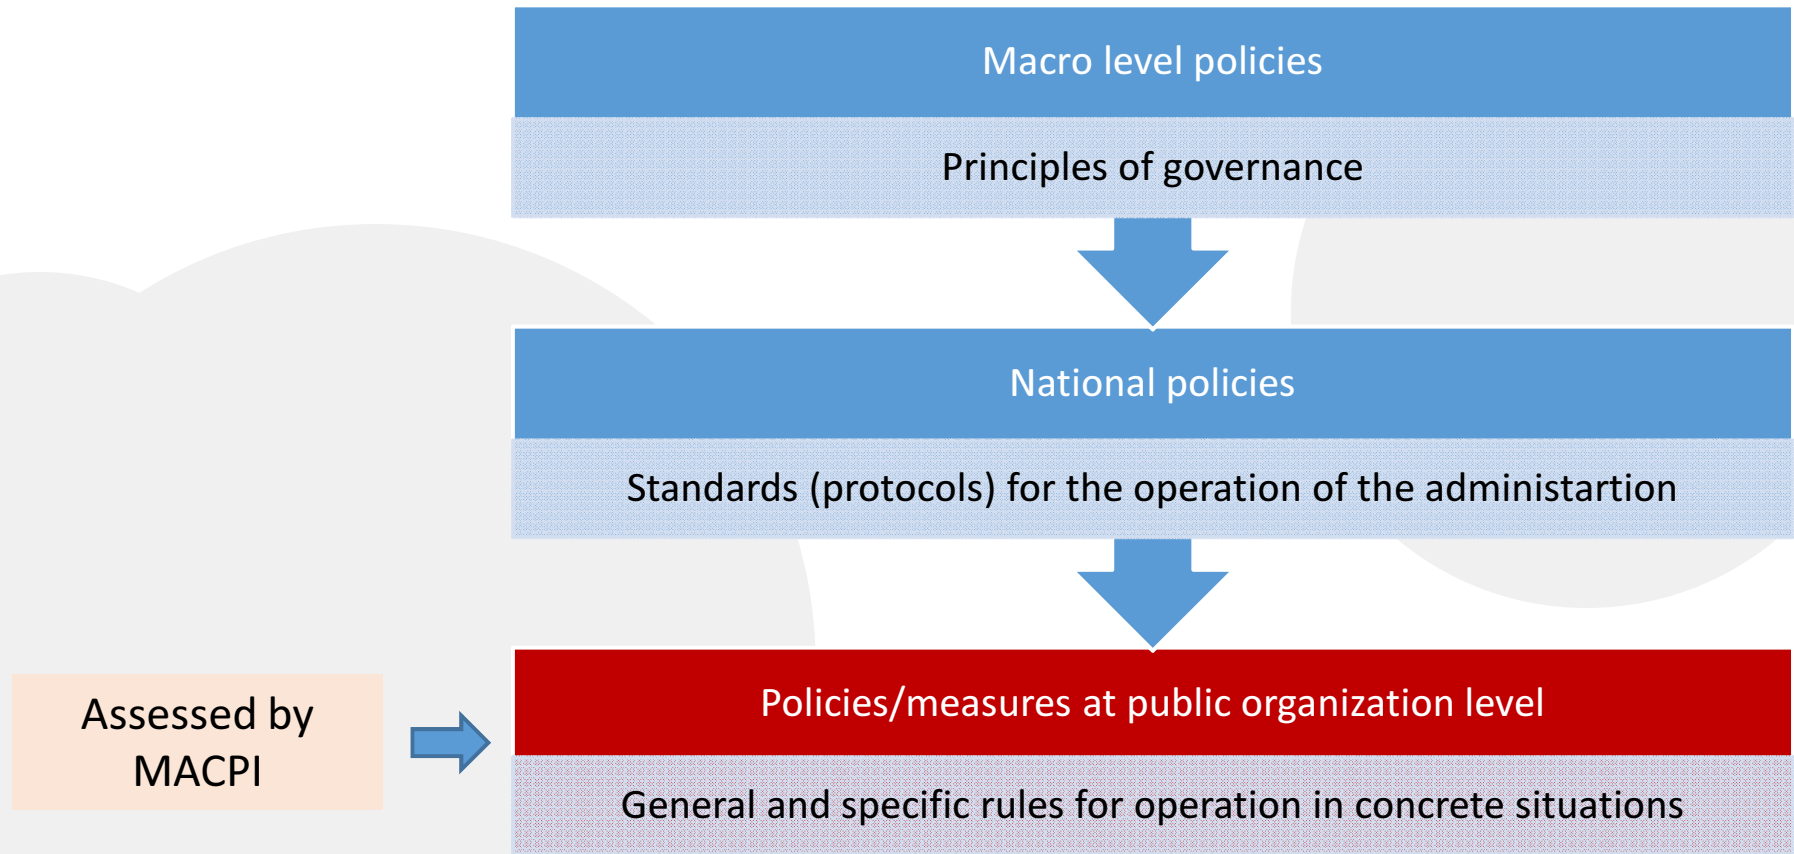 Macro level policies
Principles of governance
National policies
Standards (protocols) for the operation of the administartion
Assessed by
MACPI
Policies/measures at public organization level
General and specific rules for operation in concrete situations